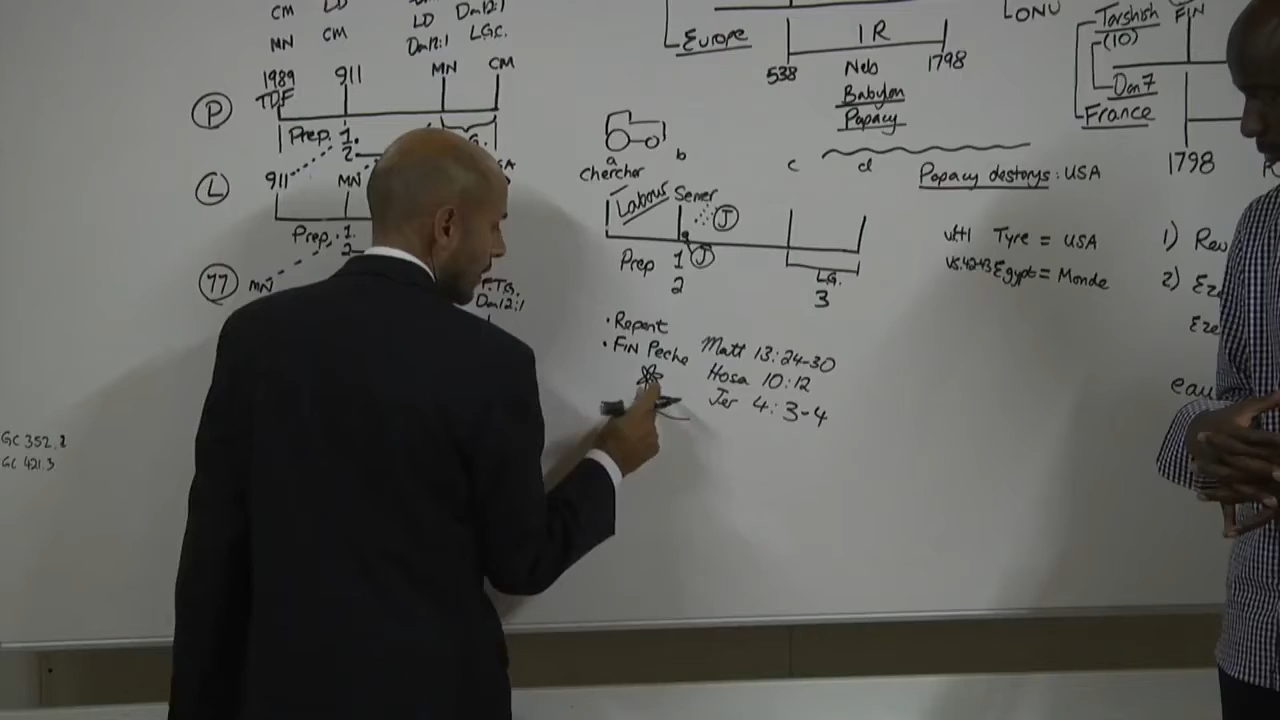 CM LD LD Dan12:1
MN CM Dan12:1 LGC.
1989 911 MN CM
TDF
P
Prep. 1.
2
L 911 MN
Prep. 1.
2
77 MN
Dan12:1
GC 352.2
GC 421.3
Europe
1R
538 Neb 1798
Babylon
Papacy
a b c d
Chercher
Labour Semer
J
J
Prep 1 LG.
2 3
• Repent
• FIN Peche
Matt 13:24-30
Hosa 10:12
Jer 4:3-4
Papacy destorys: USA
Tyre = USA
vs.42-43 Egypt = Monde
ONU
Tarshish FIN
(10)
Dan7
France
1798
1) Rev
2) Eze
Eze
eau